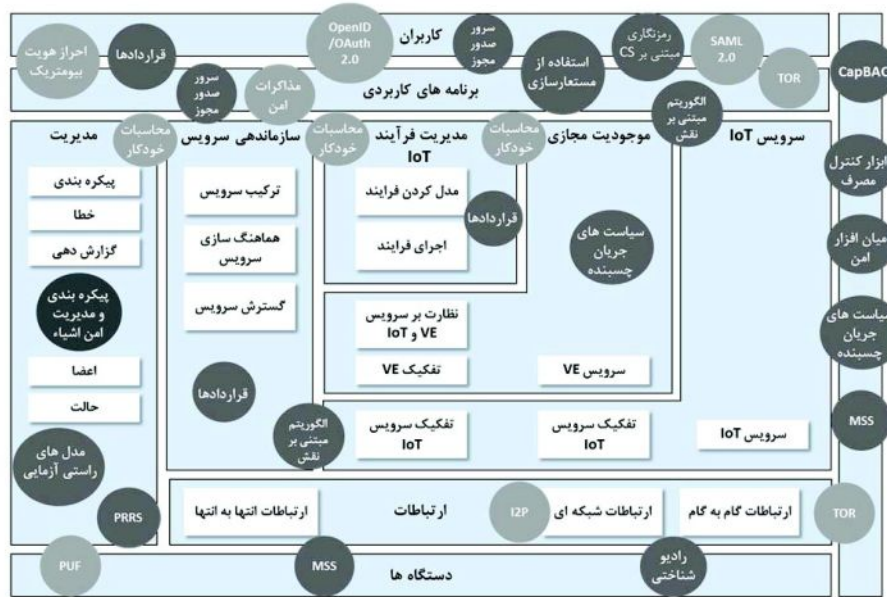 کاربران
OpenID
/OAuth
2.0
احراز هویت
بیومتریک
قراردادها
سرور
صدور
مجوز
استفاده از
مستعارسازی
رمزنگاری
مبتنی بر CS
SAML
2.0
TOR
CapBAC
برنامه های کاربردی
سرور
صدور
مجوز
مذاکرات
امن
الگوریتم
مبتنی بر
نقش
سرویس IoT
موجودیت مجازی
محاسبات
خودکار
مدیریت فرآیند
IoT
محاسبات
خودکار
سازماندهی سرویس
محاسبات
خودکار
مدیریت
پیکره بندی
خطا
گزارش دهی
پیکره بندی
و مدیریت
امن اشیاء
اعضا
حالت
مدل های
راستی آزمایی
PRRS
ترکیب سرویس
هماهنگ سازی
سرویس
گسترش سرویس
قراردادها
الگوریتم
مبتنی بر
نقش
مدل کردن فرایند
اجرای فرایند
قراردادها
سیاست های
جریان
چسبنده
نظارت بر سرویس
VE و IoT
تفکیک VE
سرویس VE
تفکیک سرویس
IoT
تفکیک سرویس
IoT
سرویس IoT
ابزار کنترل
مصرف
میان افزار
امن
سیاست های
جریان
چسبنده
MSS
ارتباطات
ارتباطات انتها به انتها
I2P
ارتباطات شبکه ای
ارتباطات گام به گام
TOR
دستگاه ها
PUF
MSS
رادیو
شناختی